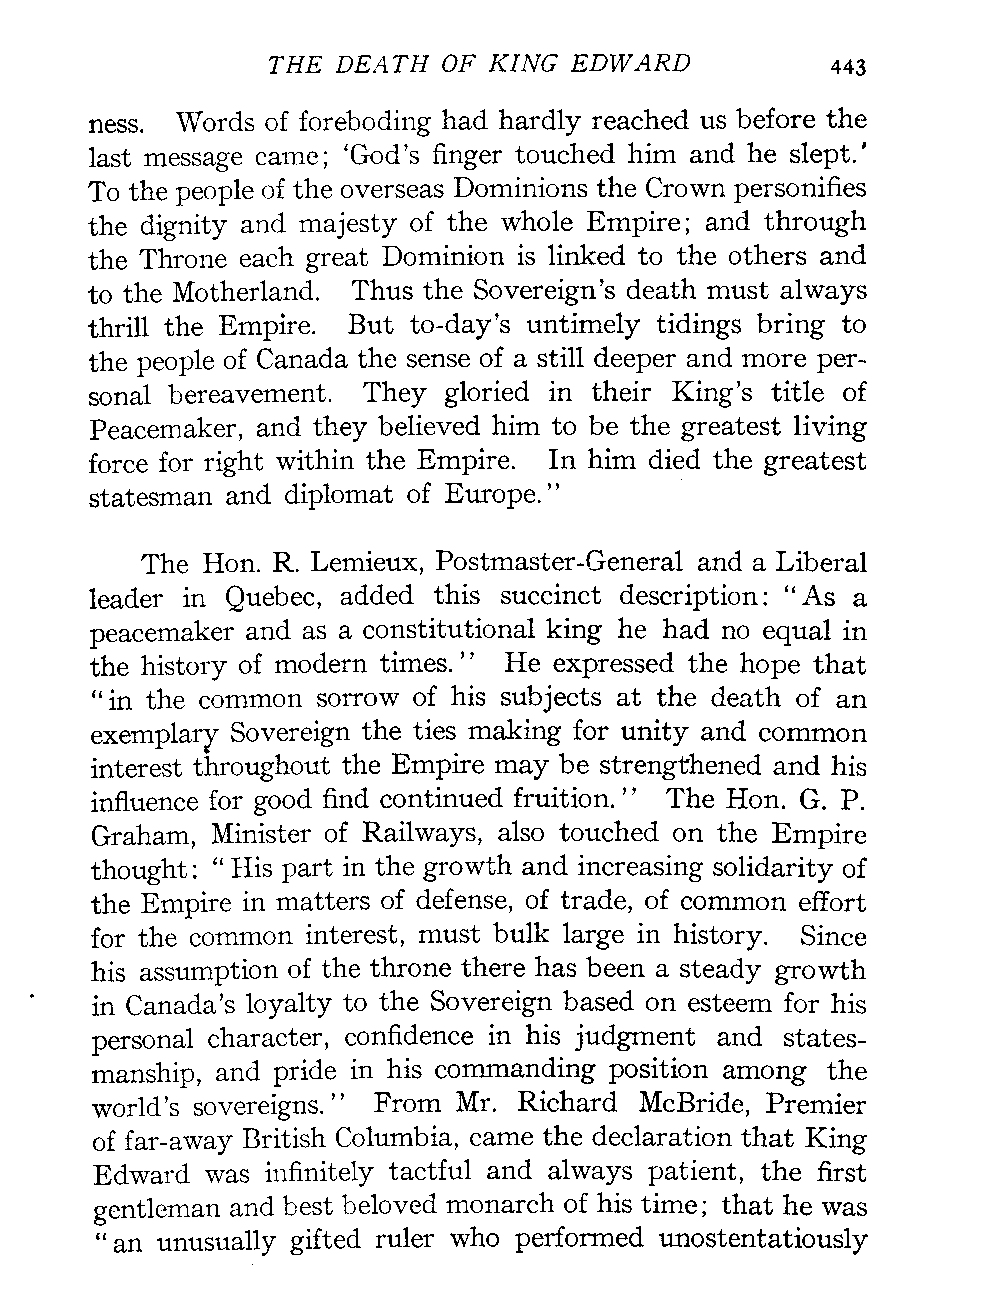 THE DEATH OF KING EDWARD 443
ness. Words of foreboding had hardly reached us before the
last message came; 'God's finger touched him and he slept.'
To the people of the overseas Dominions the Crown personifies
the dignity and majesty of the whole Empire; and through
the Throne each great Dominion is linked to the others and
to the Motherland. Thus the Sovereign's death must always
thrill the Empire. But to-day's untimely tidings bring to
the people of Canada the sense of a still deeper and more per-
sonal bereavement. They gloried in their King's title of
Peacemaker, and they believed him to be the greatest living
force for right within the Empire. In him died the greatest
statesman and diplomat of Europe."
The Hon. R. Lemieux, Postmaster-General and a Liberal
leader in Quebec, added this succinct description: "As a
peacemaker and as a constitutional king he had no equal in
the history of modern times." He expressed the hope that
"in the common sorrow of his subjects at the death of an
exemplary Sovereign the ties making for unity and common
interest throughout the Empire may be strengthened and his
influence for good find continued fruition." The Hon. G. P.
Graham, Minister of Railways, also touched on the Empire
thought: "His part in the growth and increasing solidarity of
the Empire in matters of defense, of trade, of common effort
for the common interest, must bulk large in history. Since
his assumption of the throne there has been a steady growth
in Canada's loyalty to the Sovereign based on esteem for his
personal character, confidence in his judgment and states-
manship, and pride in his commanding position among the
world's sovereigns." From Mr. Richard McBride, Premier
of far-away British Columbia, came the declaration that King
Edward was infinitely tactful and always patient, the first
gentleman and best beloved monarch of his time; that he was
"an unusually gifted ruler who performed unostentatiously